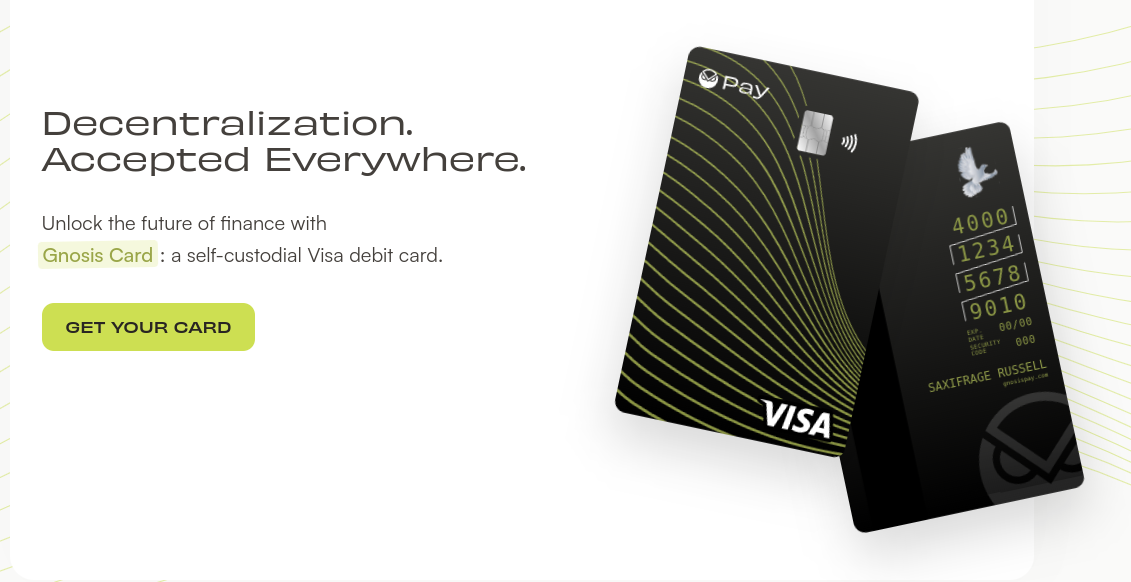 Decentralization.
Accepted Everywhere.
Unlock the future of finance with
Gnosis Card : a self-custodial Visa debit card.
GET YOUR CARD
Pay
VISA
4000
1234
5678
9010
EXP. DATE 00/00
SECURITY CODE 000
SAXIFRAGE RUSSELL
gnosispay.com